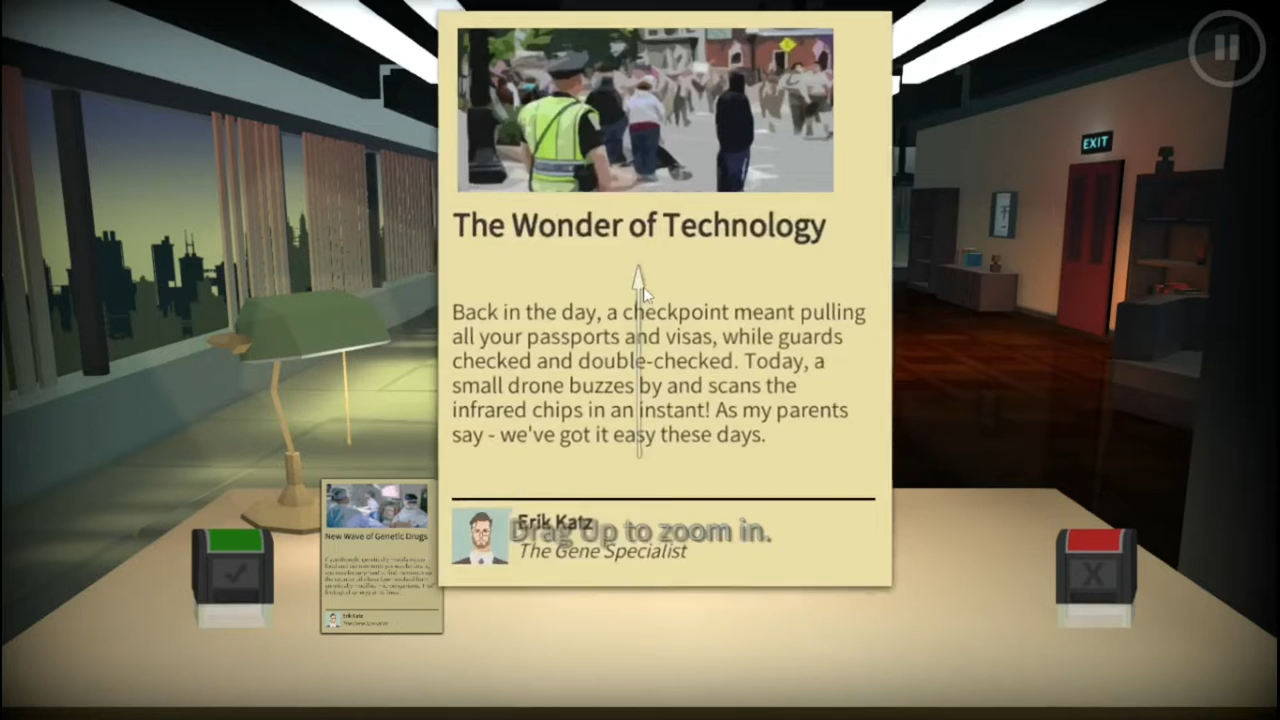 EXIT
The Wonder of Technology
Back in the day, a checkpoint meant pulling
all your passports and visas, while guards
checked and double-checked. Today, a
small drone buzzes by and scans the
infrared chips in an instant! As my parents
say - we've got it easy these days.
Erik Katz
Drag Up to zoom in.
The Gene Specialist
New Wave of Genetic Drugs
Erik Katz
The Gene Specialist